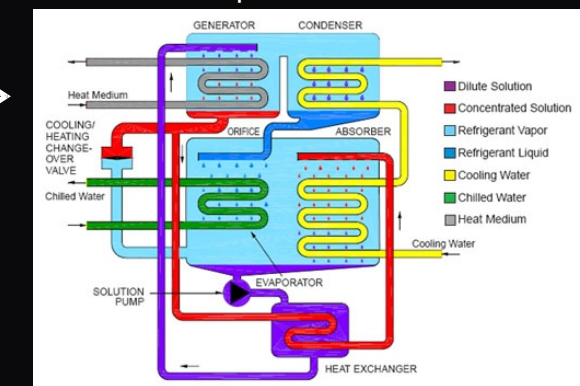 GENERATOR
CONDENSER
Heat Medium
COOLING/
HEATING
CHANGE-
OVER
VALVE
ORIFICE
ABSORBER
Chilled Water
Cooling Water
EVAPORATOR
SOLUTION
PUMP
HEAT EXCHANGER
Dilute Solution
Concentrated Solution
Refrigerant Vapor
Refrigerant Liquid
Cooling Water
Chilled Water
Heat Medium